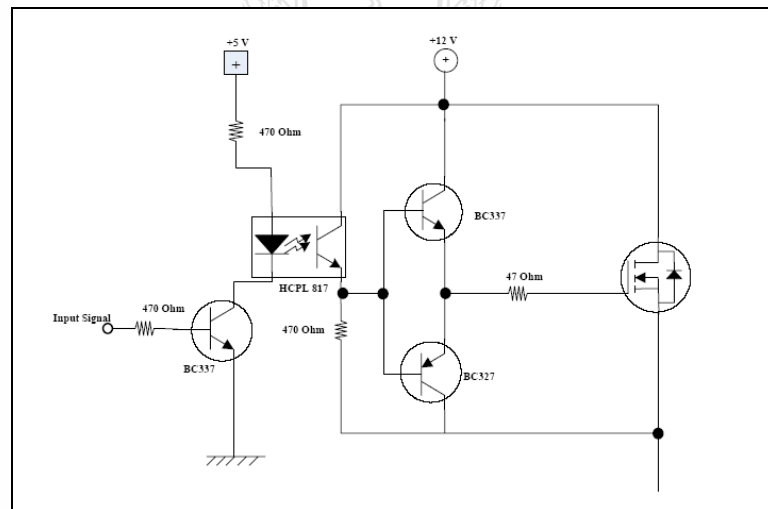 +5 V
+
+12 V
+
470 Ohm
BC337
47 Ohm
HCPL 817
470 Ohm
Input Signal
470 Ohm
BC337
BC327